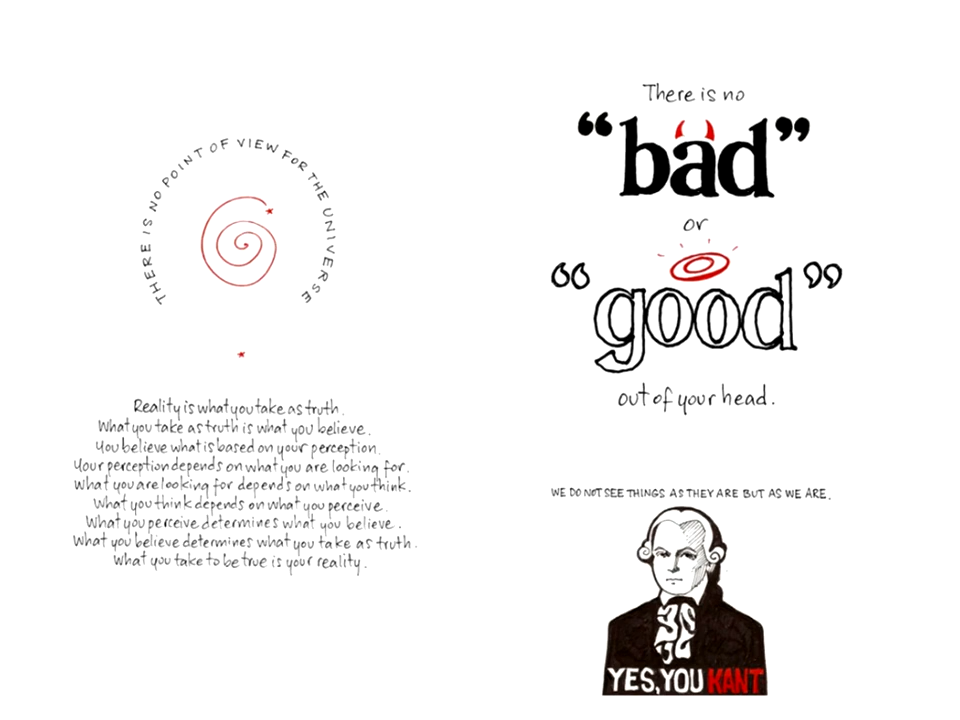 THERE IS NO POINT OF VIEW FOR THE UNIVERSE
Reality is what you take as truth.
What you take as truth is what you believe.
You believe what is based on your perception.
Your perception depends on what you are looking for.
What you are looking for depends on what you think.
What you think depends on what you perceive.
What you perceive determines what you believe.
What you believe determines what you take as truth.
What you take to be true is your reality.
There is no
“bad”
or
“good”
out of your head.
WE DO NOT SEE THINGS AS THEY ARE BUT AS WE ARE.
YES, YOU KANT